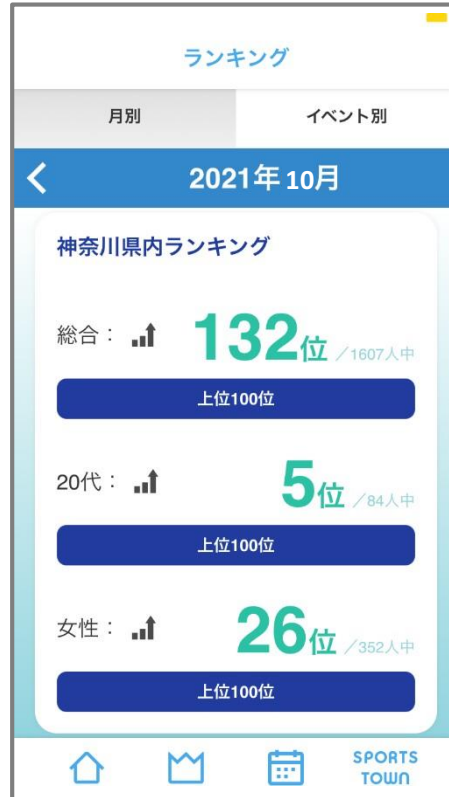 ランキング
月別 イベント別
2021年10月
神奈川県内ランキング
総合： 132位 ／1607人中
上位100位
20代： 5位 ／84人中
上位100位
女性： 26位 ／352人中
上位100位
SPORTS
TOWN